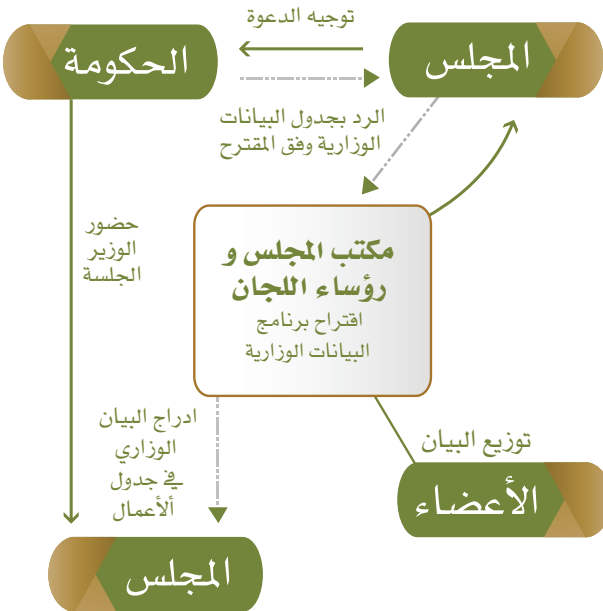 توجيه الدعوة
المجلس
الحكومة
الرد بجدول البيانات
الوزارية وفق المقترح
حضور
الوزير
الجلسة
مكتب المجلس و
رؤساء اللجان
اقتراح برنامج
البيانات الوزارية
ادراج البيان
الوزاري
في جدول
ألأعمال
توزيع البيان
الأعضاء
المجلس